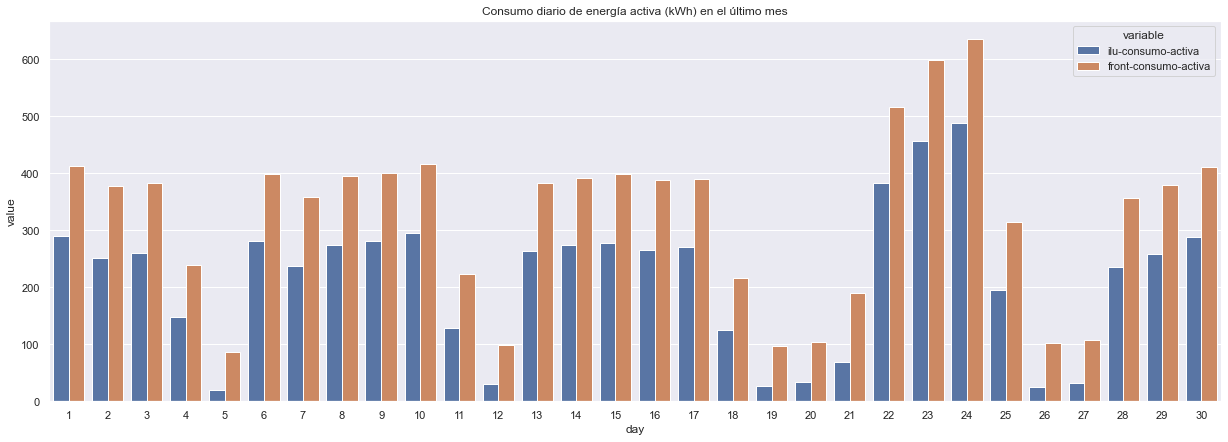 Consumo diario de energía activa (kWh) en el último mes
variable
ilu-consumo-activa
front-consumo-activa
600
500
400
300
200
100
0
value
1 2 3 4 5 6 7 8 9 10 11 12 13 14 15 16 17 18 19 20 21 22 23 24 25 26 27 28 29 30
day